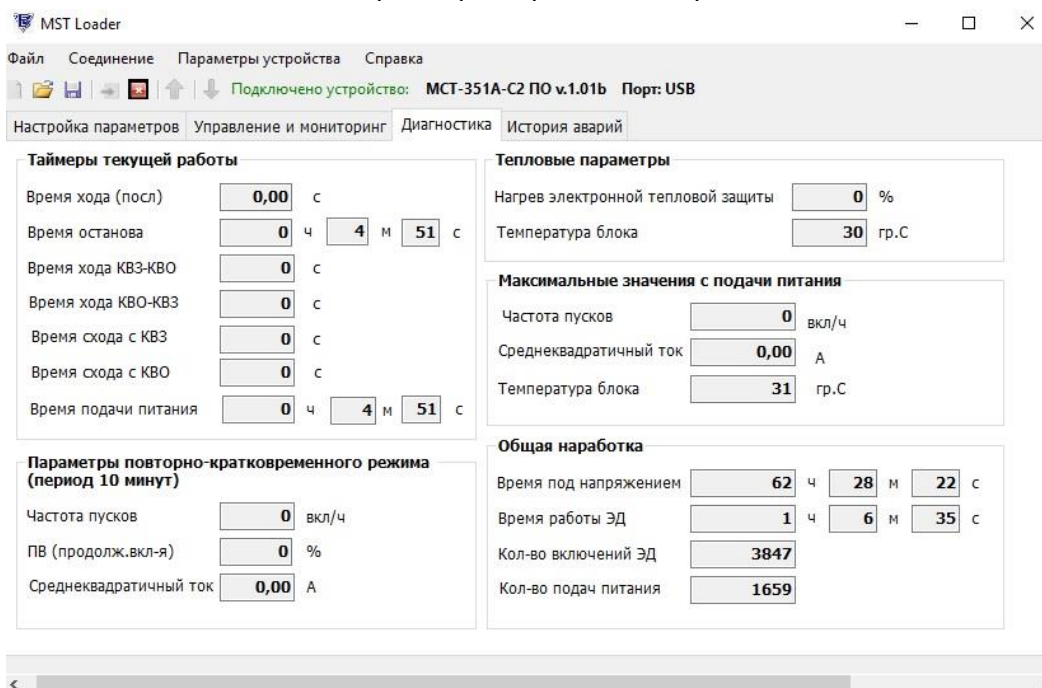 MST Loader
Файл Соединение Параметры устройства Справка
Подключено устройство: МСТ-351А-С2 ПО v.1.01b Порт: USB
Настройка параметров Управление и мониторинг Диагностика История аварий
Таймеры текущей работы
Время хода (посл) 0,00 с
Время останова 0 ч 4 м 51 с
Время хода КВЗ-КВО 0 с
Время хода КВО-КВЗ 0 с
Время схода с КВЗ 0 с
Время схода с КВО 0 с
Время подачи питания 0 ч 4 м 51 с
Параметры повторно-кратковременного режима
(период 10 минут)
Частота пусков 0 вкл/ч
ПВ (продолж.вкл-я) 0 %
Среднеквадратичный ток 0,00 А
Тепловые параметры
Нагрев электронной тепловой защиты 0 %
Температура блока 30 гр.С
Максимальные значения с подачи питания
Частота пусков 0 вкл/ч
Среднеквадратичный ток 0,00 А
Температура блока 31 гр.С
Общая наработка
Время под напряжением 62 ч 28 м 22 с
Время работы ЭД 1 ч 6 м 35 с
Кол-во включений ЭД 3847
Кол-во подач питания 1659